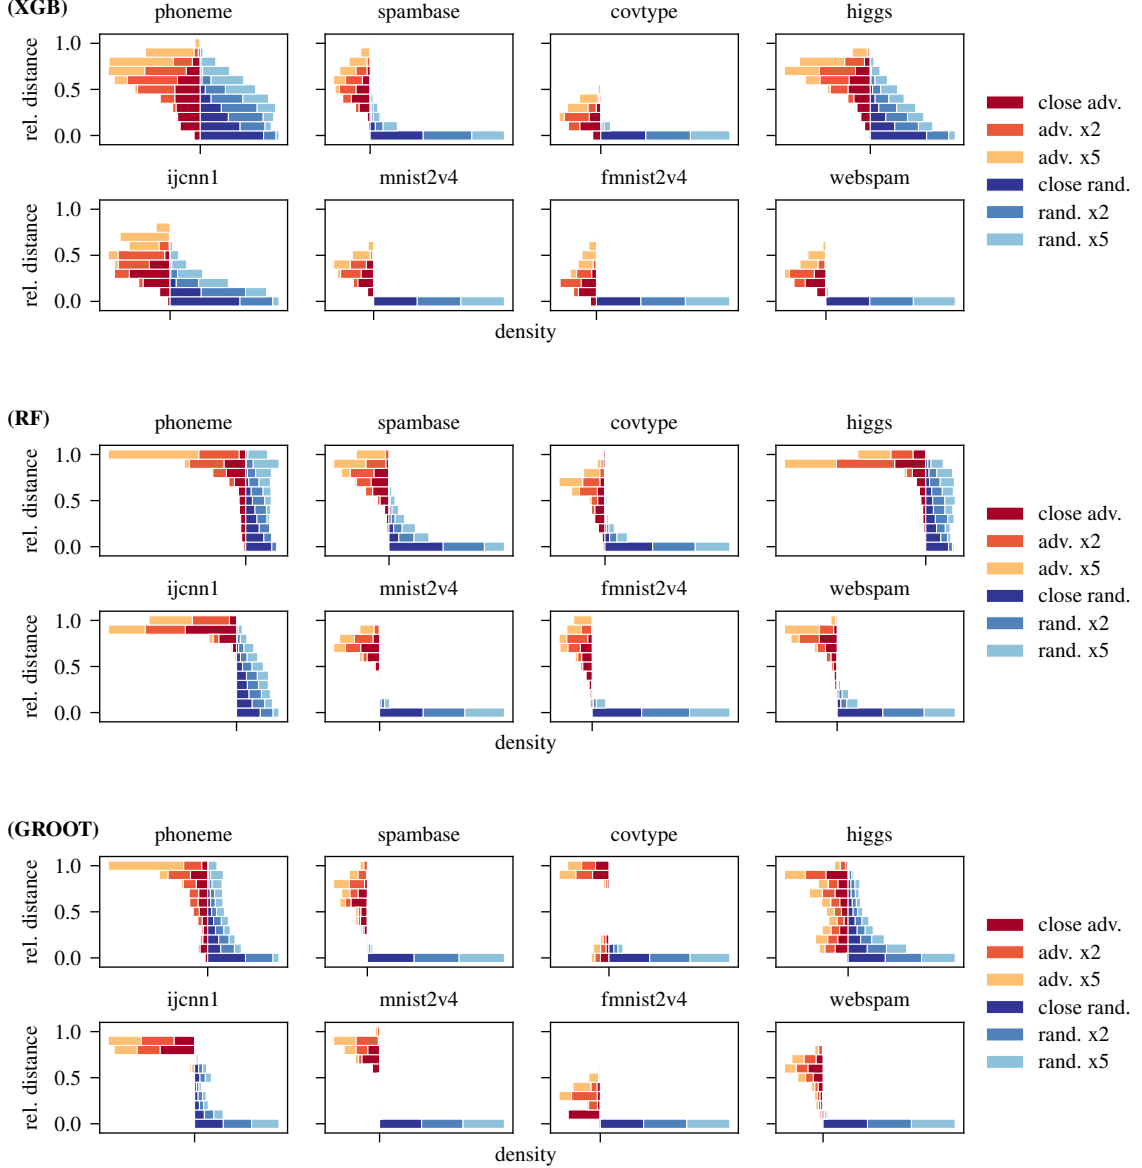 (XGB)
phoneme spambase covtype higgs
1.0
0.5
0.0
rel. distance
ijcnn1 mnist2v4 fmnist2v4 webspam
1.0
0.5
0.0
rel. distance
density
close adv.
adv. x2
adv. x5
close rand.
rand. x2
rand. x5
(RF)
phoneme spambase covtype higgs
1.0
0.5
0.0
rel. distance
ijcnn1 mnist2v4 fmnist2v4 webspam
1.0
0.5
0.0
rel. distance
density
close adv.
adv. x2
adv. x5
close rand.
rand. x2
rand. x5
(GROOT)
phoneme spambase covtype higgs
1.0
0.5
0.0
rel. distance
ijcnn1 mnist2v4 fmnist2v4 webspam
1.0
0.5
0.0
rel. distance
density
close adv.
adv. x2
adv. x5
close rand.
rand. x2
rand. x5